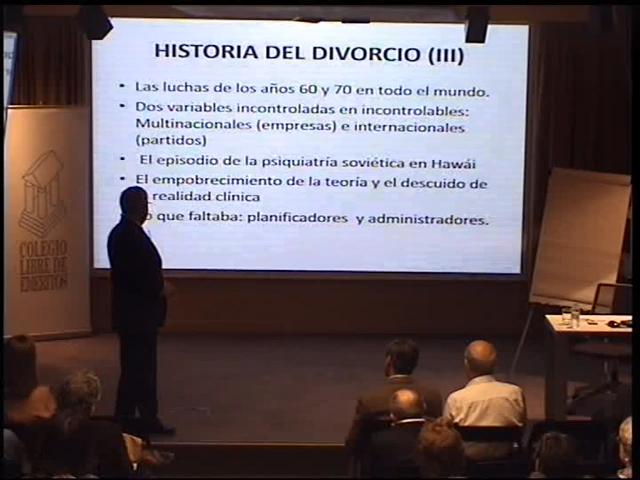 HISTORIA DEL DIVORCIO (III)
• Las luchas de los años 60 y 70 en todo el mundo.
• Dos variables incontroladas en incontrolables:
Multinacionales (empresas) e internacionales
(partidos)
• El episodio de la psiquiatría soviética en Hawái
• El empobrecimiento de la teoría y el descuido de
realidad clínica
que faltaba: planificadores y administradores.
COLEGIO
LIBRE DE
EMÉRITOS